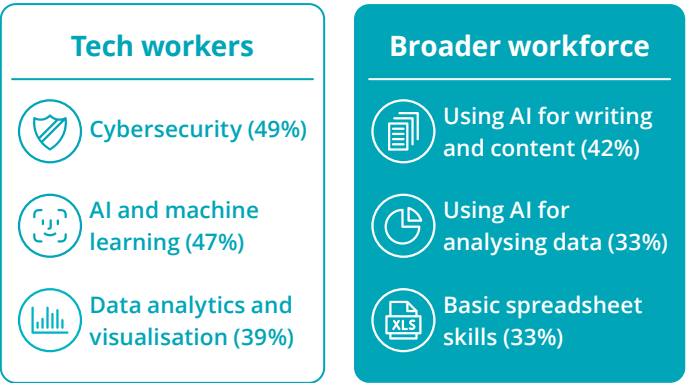 Tech workers
Cybersecurity (49%)
AI and machine
learning (47%)
Data analytics and
visualisation (39%)
Broader workforce
Using AI for writing
and content (42%)
Using AI for
analysing data (33%)
XLS
Basic spreadsheet
skills (33%)